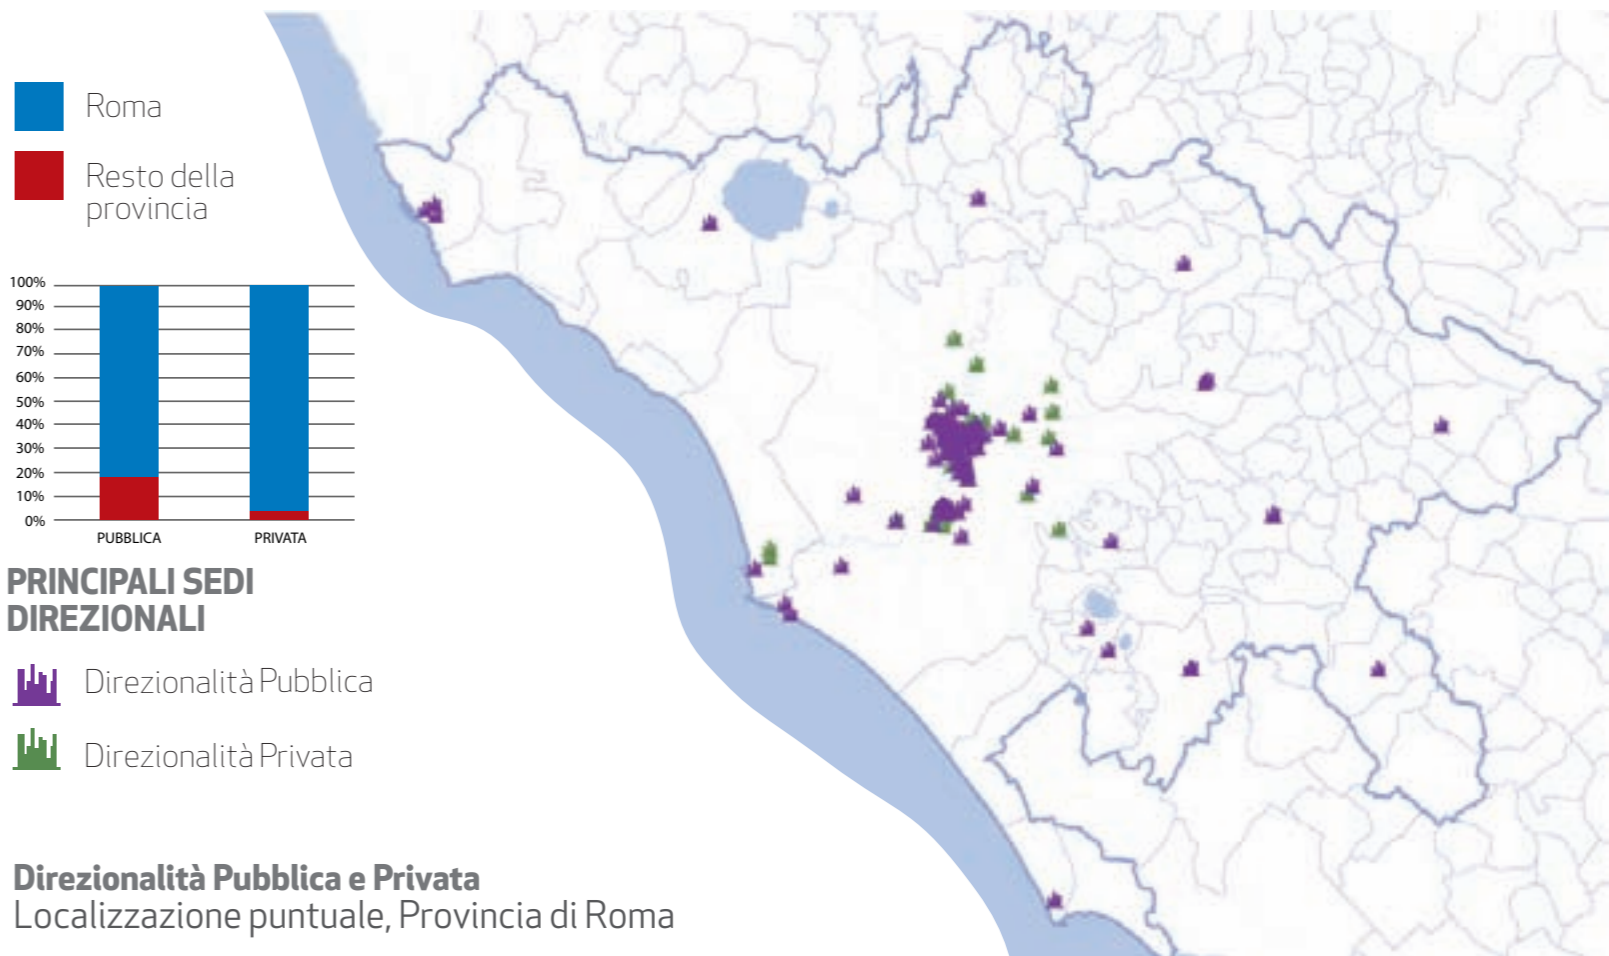 Roma
Resto della
provincia
100%
90%
80%
70%
60%
50%
40%
30%
20%
10%
0%
PUBBLICA
PRIVATA
PRINCIPALI SEDI
DIREZIONALI
Direzionalità Pubblica
Direzionalità Privata
Direzionalità Pubblica e Privata
Localizzazione puntuale, Provincia di Roma